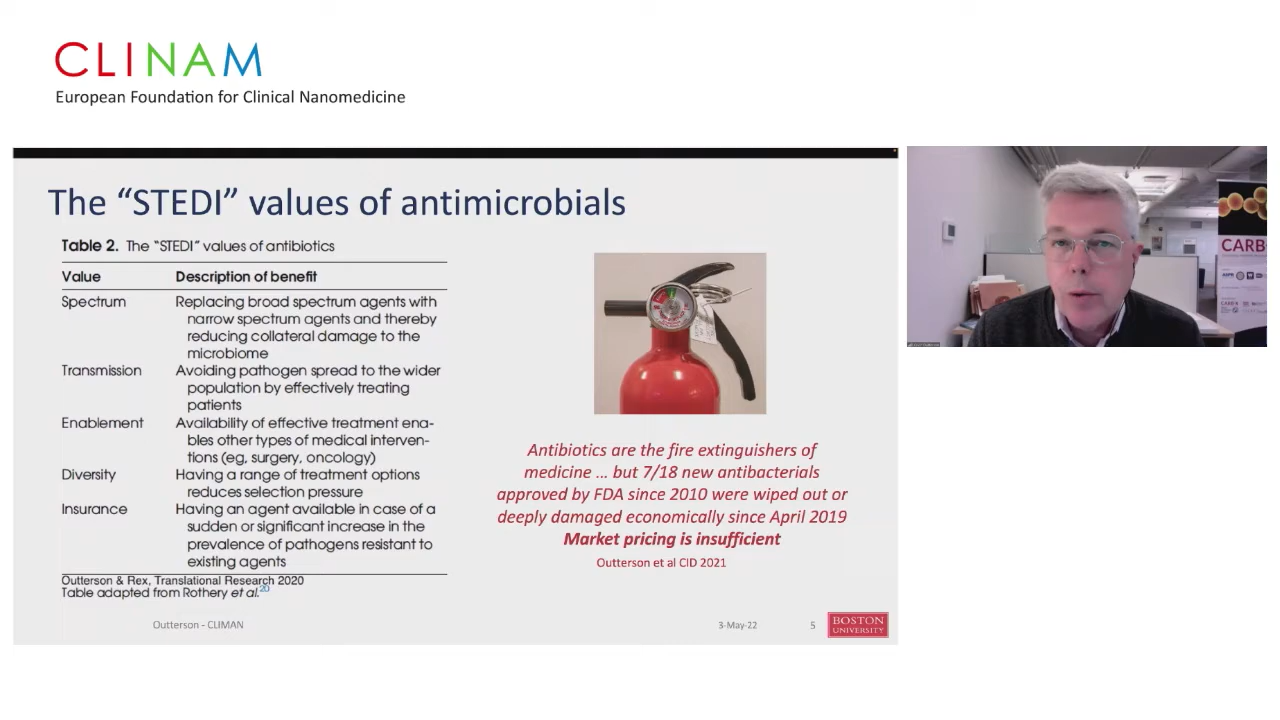 CLINAM
European Foundation for Clinical Nanomedicine
The “STEDI” values of antimicrobials
Table 2. The “STEDI” values of antibiotics
Value Description of benefit
Spectrum Replacing broad spectrum agents with
narrow spectrum agents and thereby
reducing collateral damage to the
microbiome
Transmission Avoiding pathogen spread to the wider
population by effectively treating
patients
Enablement Availability of effective treatment ena-
bles other types of medical interven-
tions (eg, surgery, oncology)
Diversity Having a range of treatment options
reduces selection pressure
Insurance Having an agent available in case of a
sudden or significant increase in the
prevalence of pathogens resistant to
existing agents
Outterson & Rex, Translational Research 2020
Table adapted from Rothery et al.20
Antibiotics are the fire extinguishers of
medicine ... but 7/18 new antibacterials
approved by FDA since 2010 were wiped out or
deeply damaged economically since April 2019
Market pricing is insufficient
Outterson et al CID 2021
Outterson - CLIMAN
3-May-22
5
BOSTON
UNIVERSITY
CARB